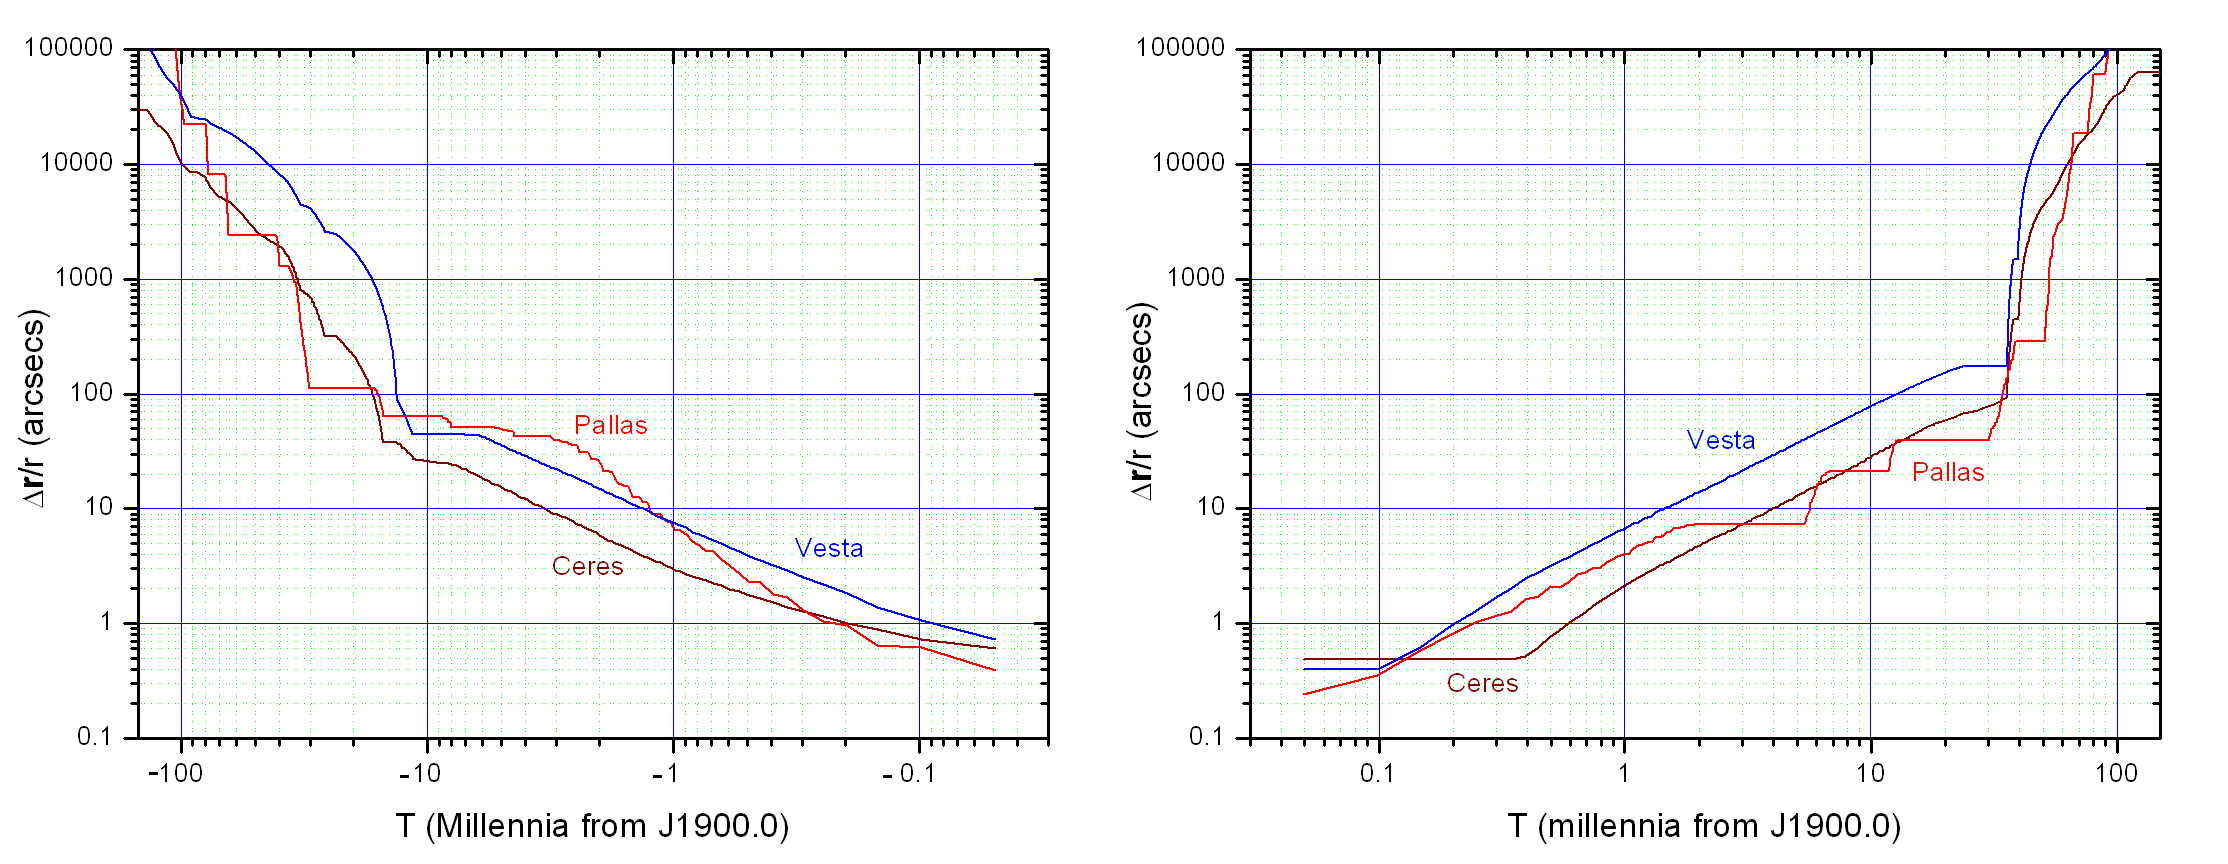 100000
10000
1000
100
10
1
0.1
Δr/r (arcsecs)
Pallas
Vesta
Ceres
-100
-10
-1
-0.1
T (Millennia from J1900.0)
100000
10000
1000
100
10
1
0.1
Δr/r (arcsecs)
Vesta
Pallas
Ceres
0.1
1
10
100
T (millennia from J1900.0)